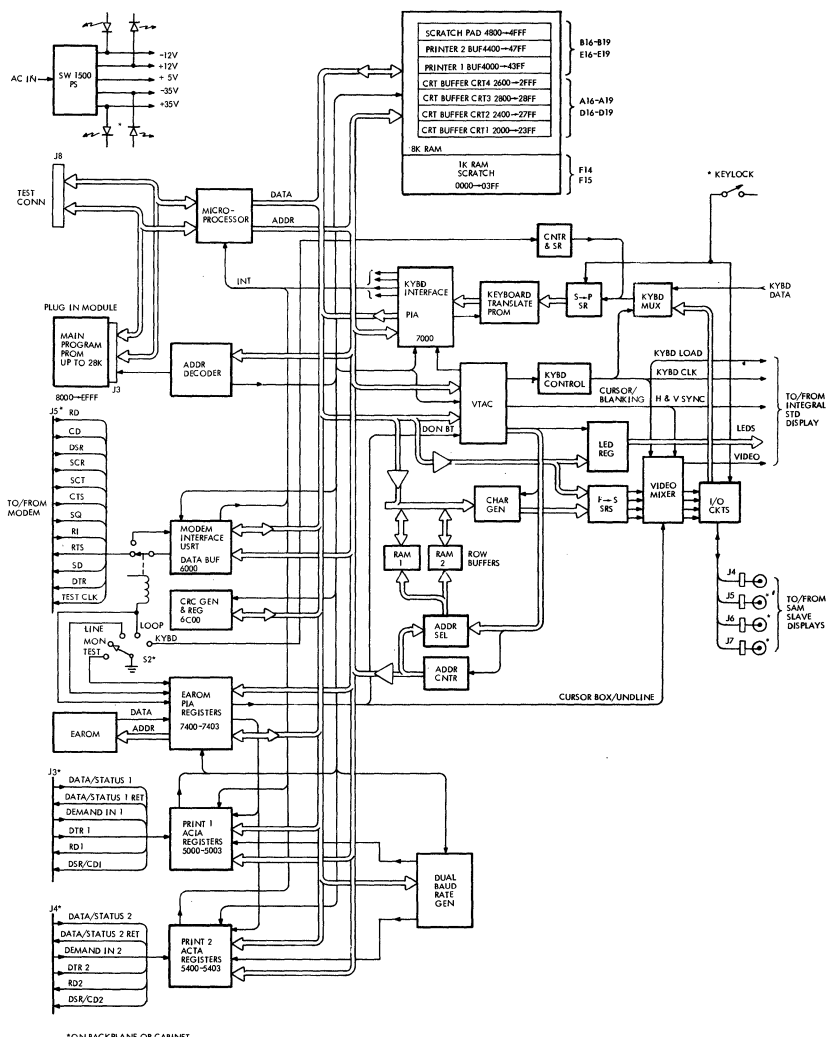 AC IN
SW 1500
PS
-12V
+12V
+ 5V
-35V
+35V
*
SCRATCH PAD 4800→4FFF
PRINTER 2 BUF4400→47FF
PRINTER 1 BUF4000→43FF
CRT BUFFER CRT4 2600→2FFF
CRT BUFFER CRT3 2800→28FF
CRT BUFFER CRT2 2400→27FF
CRT BUFFER CRT1 2000→23FF
8K RAM
1K RAM
SCRATCH
0000→03FF
B16-B19
E16-E19
A16-A19
D16-D19
F14
F15
J8
TEST
CONN
MICRO-
PROCESSOR
DATA
ADDR
INT
* KEYLOCK
CNTR
& SR
KYBD
INTERFACE
PIA
7000
KEYBOARD
TRANSLATE
PROM
S→P
SR
KYBD
MUX
KYBD
DATA
PLUG IN MODULE
MAIN
PROGRAM
PROM
UP TO 28K
J3
8000→EFFF
ADDR
DECODER
VTAC
KYBD
CONTROL
KYBD LOAD
KYBD CLK
CURSOR/
BLANKING
H & V SYNC
DON BT
LED
REG
LEDS
VIDEO
TO/FROM
INTEGRAL
STD
DISPLAY
J5*
RD
CD
DSR
SCR
SCT
CTS
SQ
RI
RTS
SD
DTR
TEST CLK
TO/FROM
MODEM
MODEM
INTERFACE
USRT
DATA BUF
6000
CHAR
GEN
P→S
SRS
VIDEO
MIXER
I/O
CKTS
RAM
1
RAM
2
ROW
BUFFERS
CRC GEN
& REG
6C00
J4
J5 *
J6 *
J7 *
TO/FROM
SAM
SLAVE
DISPLAYS
ADDR
SEL
ADDR
CNTR
LOOP
LINE
KYBD
MON
TEST
S2*
CURSOR BOX/UNDLINE
EAROM
DATA
ADDR
EAROM
PIA
REGISTERS
7400-7403
J3*
DATA/STATUS 1
DATA/STATUS 1 RET
DEMAND IN 1
DTR 1
RD1
DSR/CD1
PRINT 1
ACIA
REGISTERS
5000-5003
DUAL
BAUD
RATE
GEN
J4*
DATA/STATUS 2
DATA/STATUS 2 RET
DEMAND IN 2
DTR 2
RD2
DSR/CD2
PRINT 2
ACTA
REGISTERS
5400-5403
*ON BACKPLANE OR CABINET